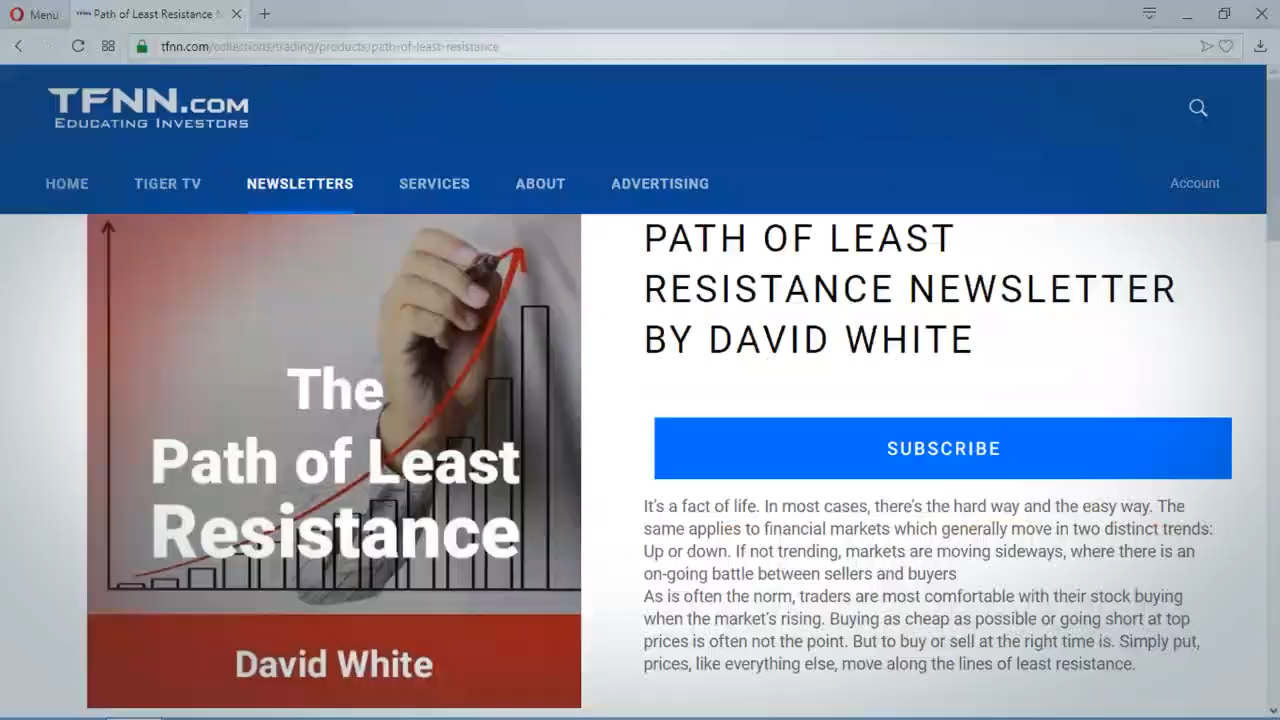 Menu
Path of Least Resistance
tfnn.com/collections/trading/products/path-of-least-resistance
TFNN.COM
EDUCATING INVESTORS
HOME
TIGER TV
NEWSLETTERS
SERVICES
ABOUT
ADVERTISING
Account
The
Path of Least
Resistance
David White
PATH OF LEAST
RESISTANCE NEWSLETTER
BY DAVID WHITE
SUBSCRIBE
It's a fact of life. In most cases, there's the hard way and the easy way. The
same applies to financial markets which generally move in two distinct trends:
Up or down. If not trending, markets are moving sideways, where there is an
on-going battle between sellers and buyers
As is often the norm, traders are most comfortable with their stock buying
when the market's rising. Buying as cheap as possible or going short at top
prices is often not the point. But to buy or sell at the right time is. Simply put,
prices, like everything else, move along the lines of least resistance.